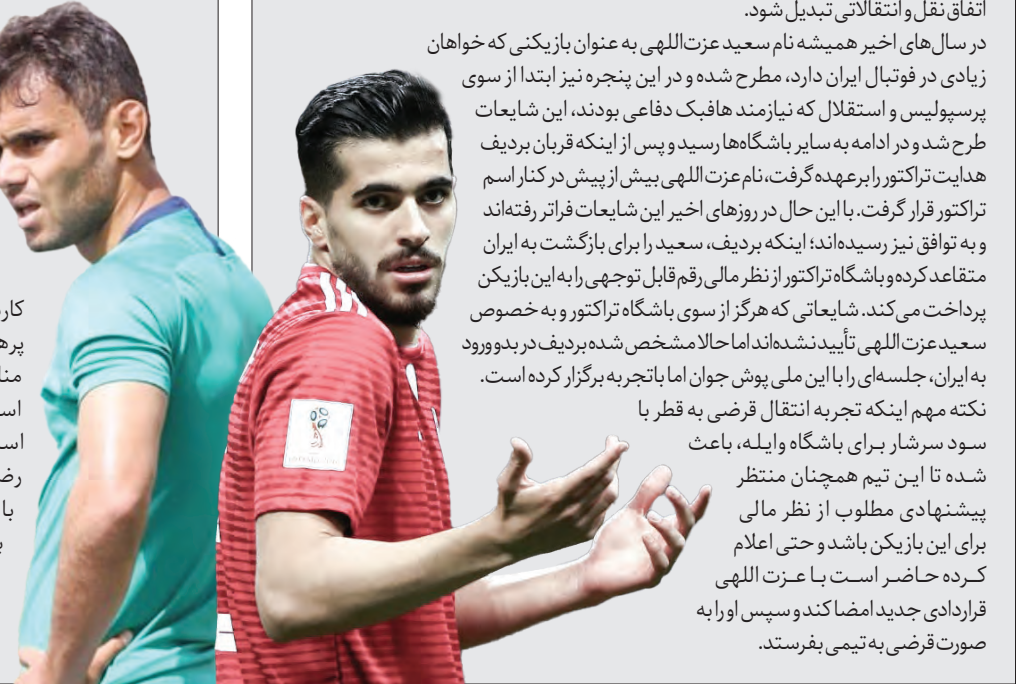 اتفاق نقل و انتقالاتی تبدیل شود.
در سال‌های اخیر همیشه نام سعید عزت‌اللهی به عنوان بازیکنی که خواهان
زیادی در فوتبال ایران دارد، مطرح شده و در این پنجره نیز ابتدا از سوی
پرسپولیس و استقلال که نیازمند هافبک دفاعی بودند، این شایعات
طرح شد و در ادامه به سایر باشگاه‌ها رسید و پس از اینکه قربان بردیف
هدایت تراکتور را برعهده گرفت، نام عزت‌اللهی بیش از پیش در کنار اسم
تراکتور قرار گرفت. با این حال در روزهای اخیر این شایعات فراتر رفته‌اند
و به توافق نیز رسیده‌اند؛ اینکه بردیف، سعید را برای بازگشت به ایران
متقاعد کرده و باشگاه تراکتور از نظر مالی رقم قابل توجهی را به این بازیکن
پرداخت می‌کند. شایعاتی که هرگز از سوی باشگاه تراکتور و به خصوص
سعید عزت‌اللهی تأیید نشده‌اند اما حالا مشخص شده بردیف در بدو ورود
به ایران، جلسه‌ای را با این ملی پوش جوان اما باتجربه برگزار کرده است.
نکته مهم اینکه تجربه انتقال قرضی به قطر با
سود سرشار برای باشگاه وایله، باعث
شده تا این تیم همچنان منتظر
پیشنهادی مطلوب از نظر مالی
برای این بازیکن باشد و حتی اعلام
کرده حاضر است با عزت اللهی
قراردادی جدید امضا کند و سپس او را به
صورت قرضی به تیمی بفرستد.